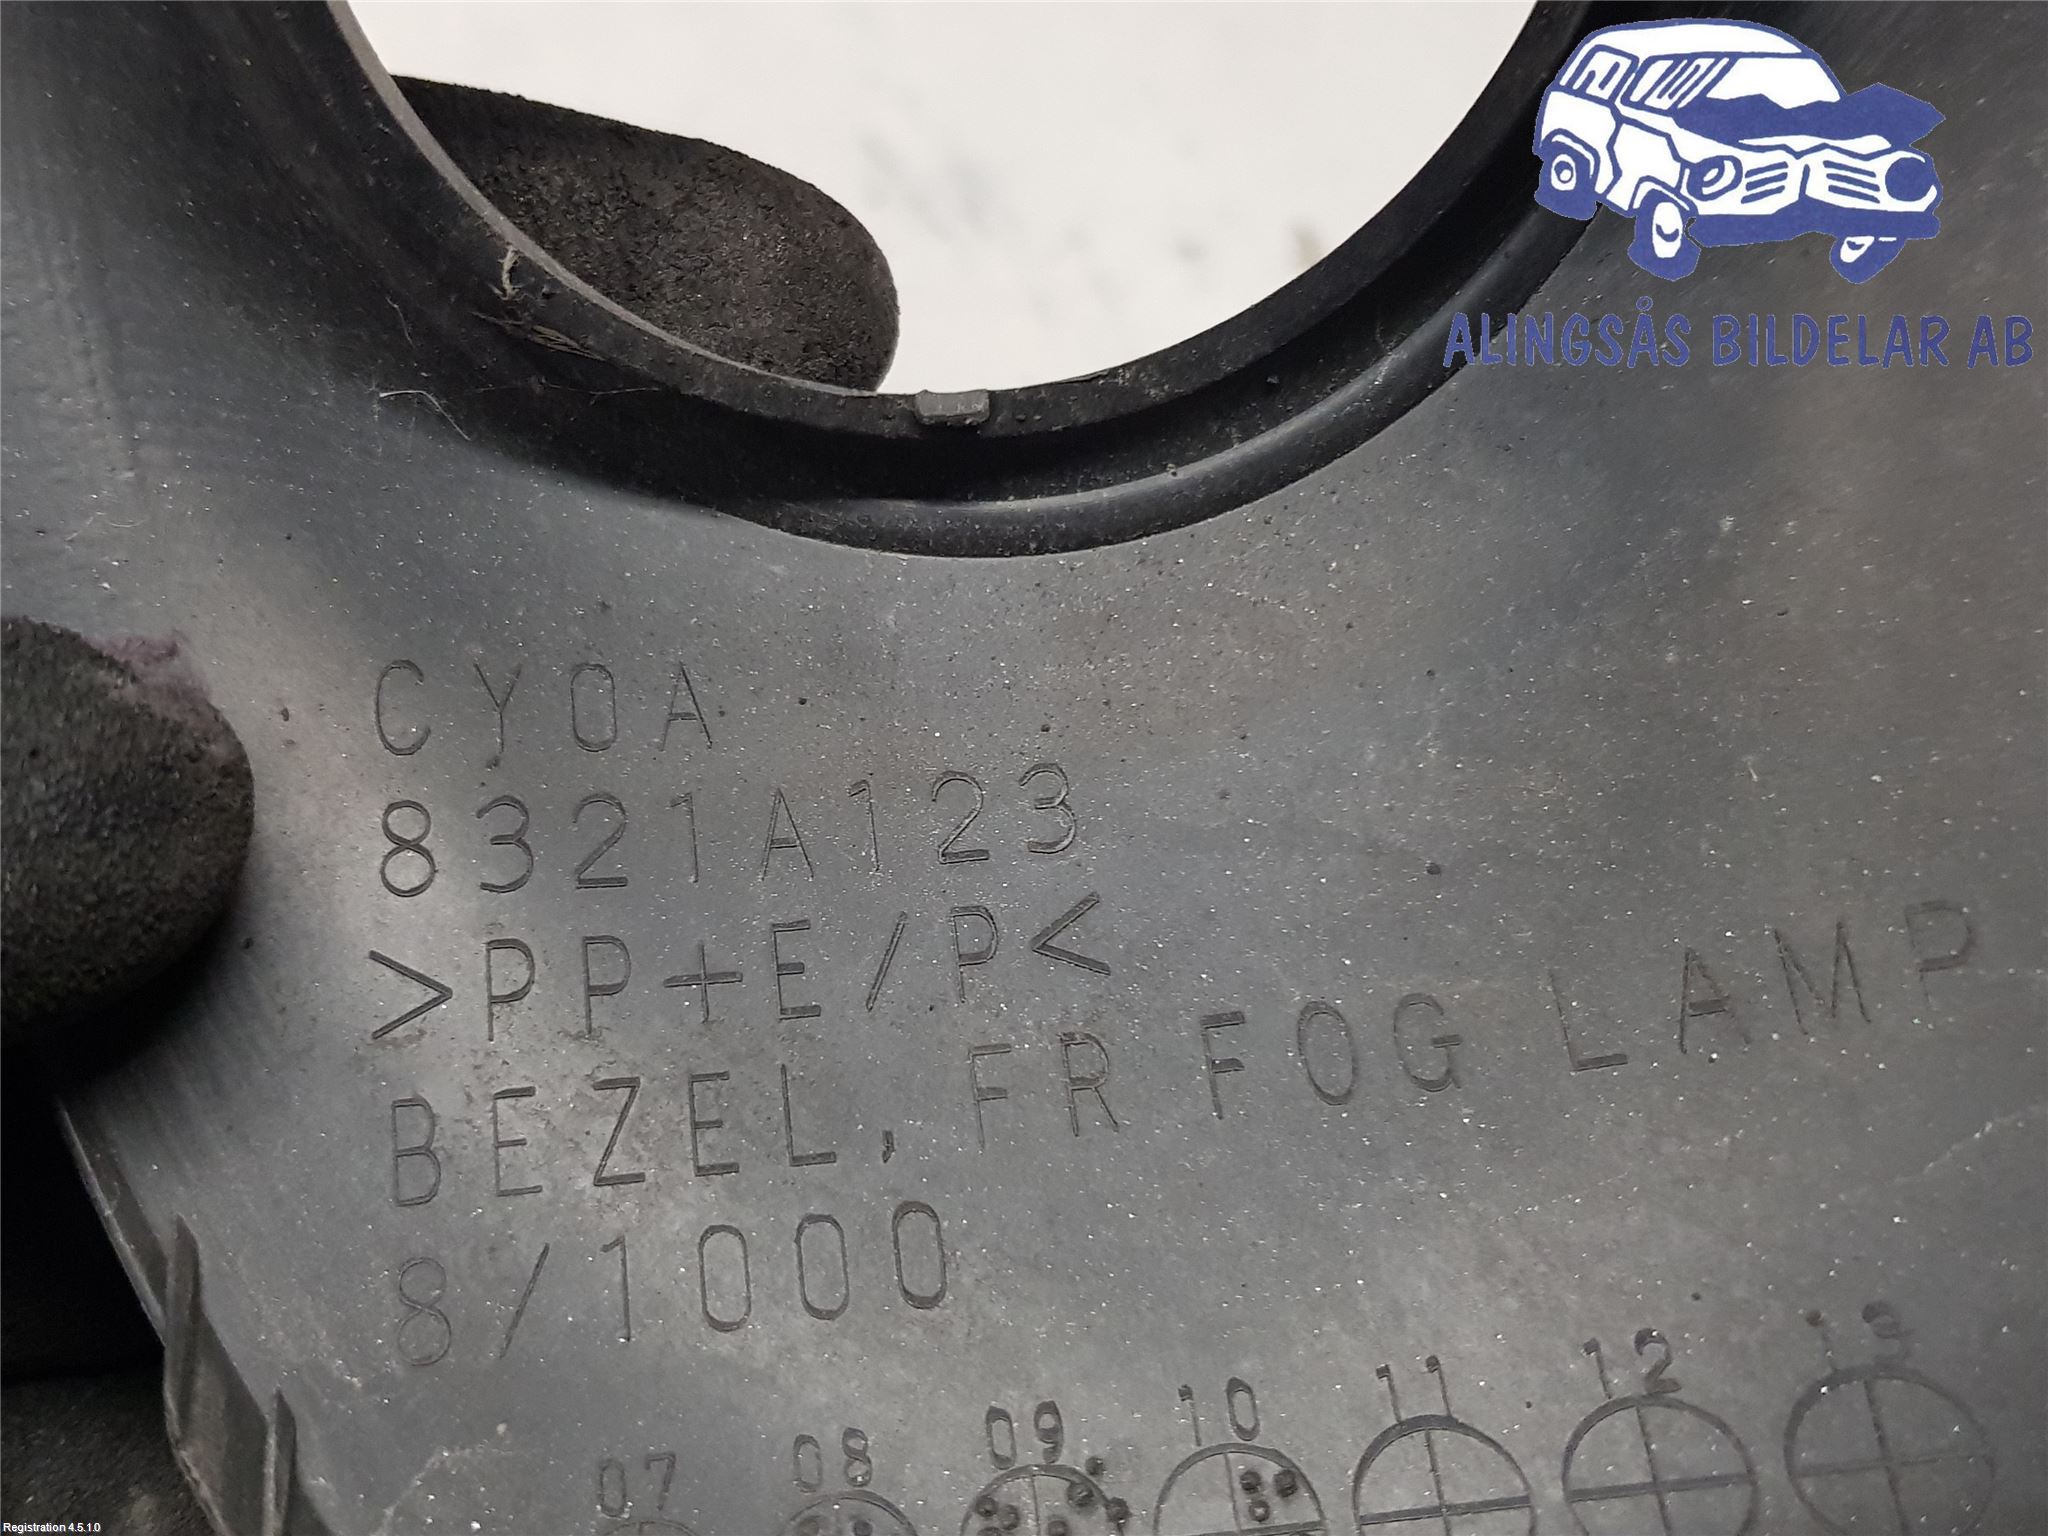 ALINGSÅS BILDELAR AB
CY0A
8321A123
>PP+E/P<
BEZEL, FR FOG LAMP
8/1000
07 08 09 10 11 12 13
Registration 4.5.1.0